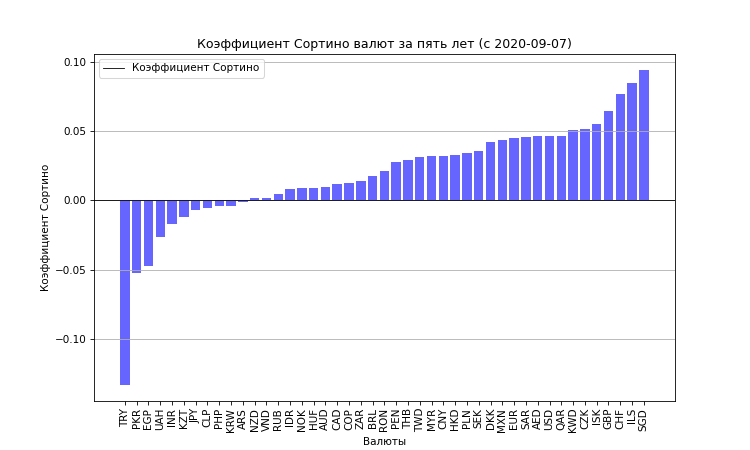 Коэффициент Сортино валют за пять лет (с 2020-09-07)
Коэффициент Сортино
Коэффициент Сортино
0.10
0.05
0.00
−0.05
−0.10
TRY PKR EGP UAH INR KZT JPY CLP PHP KRW ARS NZD VND RUB IDR NOK HUF AUD CAD COP ZAR BRL RON PEN THB TWD MYR CNY HKD PLN SEK DKK MXN EUR SAR AED USD QAR KWD CZK ISK GBP CHF ILS SGD
Валюты